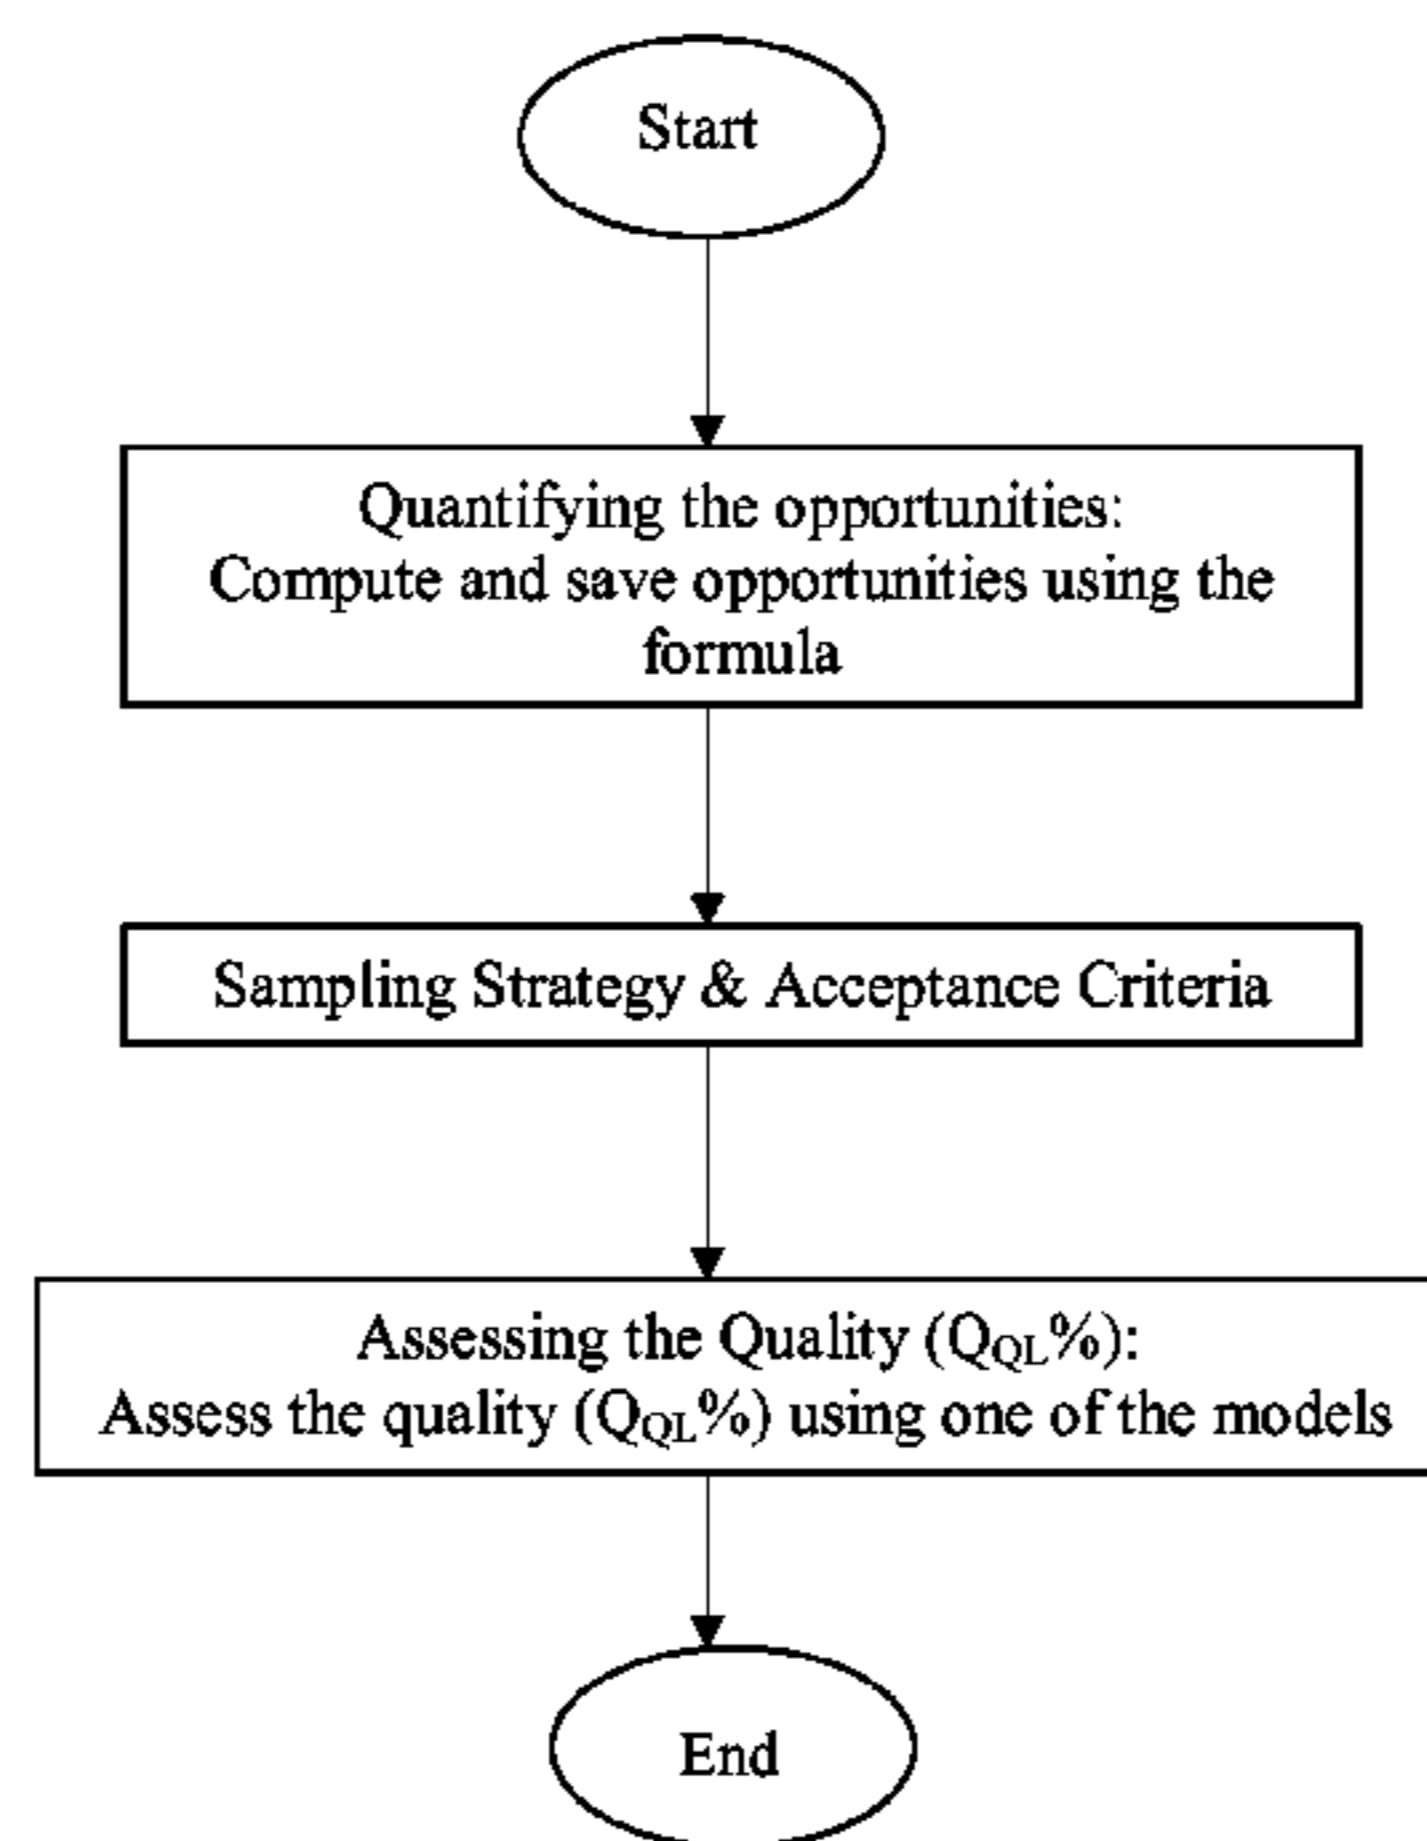 Start
Quantifying the opportunities:
Compute and save opportunities using the
formula
Sampling Strategy & Acceptance Criteria
Assessing the Quality (QQL%):
Assess the quality (QQL%) using one of the models
End